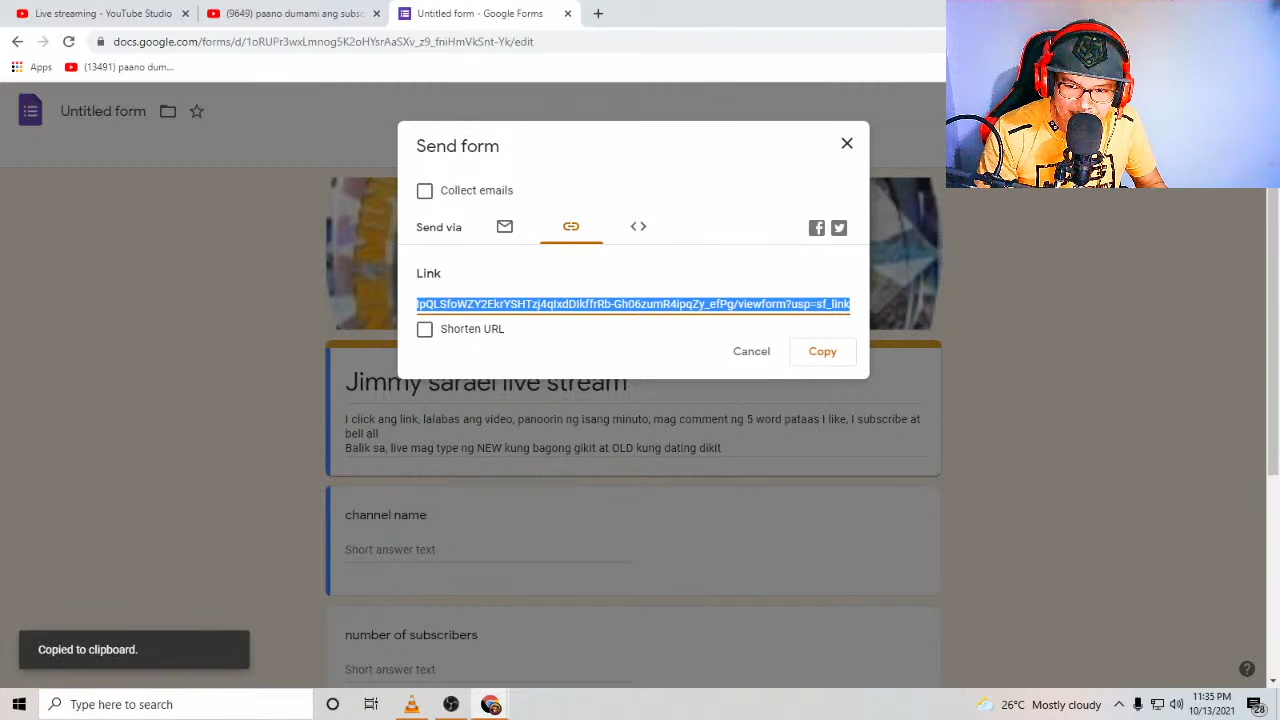 Live streaming - YouTube Studio
(9649) paano dumami ang subsc
Untitled form - Google Forms
docs.google.com/forms/d/1oRUPr3wxLmnog5K2oHYsrAaSXv_z9_fniHmVkSnt-Yk/edit
Apps
(13491) paano dum...
Untitled form
Send form
Collect emails
Send via
Link
IpQLSfoWZY2EkrYSHTzj4qIxdDIkffrRb-Gh06zumR4ipqZy_efPg/viewform?usp=sf_link
Shorten URL
Cancel
Copy
Jimmy sarael live stream
I click ang link, lalabas ang video, panoorin ng isang minuto, mag comment ng 5 word pataas I like, I subscribe at
bell all
Balik sa, live mag type ng NEW kung bagong gikit at OLD kung dating dikit
channel name
Short answer text
number of subscribers
Short answer text
Copied to clipboard.
Type here to search
26°C Mostly cloudy
11:35 PM
10/13/2021
28